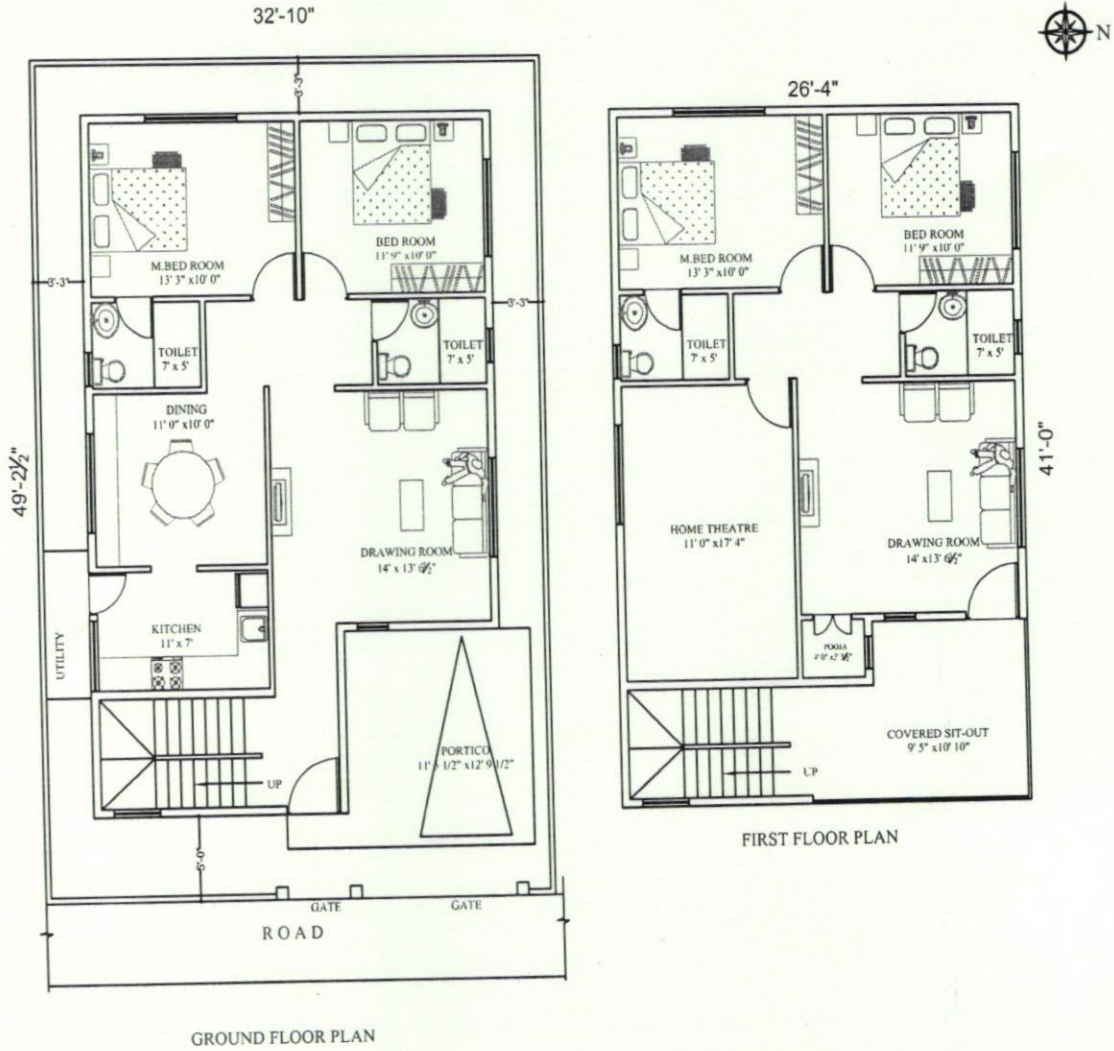 32'-10"
N
26'-4"
3'-3"
M.BED ROOM
13' 3" x10' 0"
BED ROOM
11' 9" x10' 0"
3'-3"
3'-3"
TOILET
7' x 5'
TOILET
7' x 5'
DINING
11' 0" x10' 0"
49'-2½"
DRAWING ROOM
14' x 13' 6½"
KITCHEN
11' x 7'
UTILITY
UP
PORTICO
x12' 9 1/2"
5'-0"
GATE
GATE
ROAD
GROUND FLOOR PLAN
M.BED ROOM
13' 3" x10' 0"
BED ROOM
11' 9" x10' 0"
TOILET
7' x 5'
TOILET
7' x 5'
41'-0"
HOME THEATRE
11' 0" x17' 4"
DRAWING ROOM
14' x13' 6½"
POOJA
COVERED SIT-OUT
9' 5" x10' 10"
UP
FIRST FLOOR PLAN